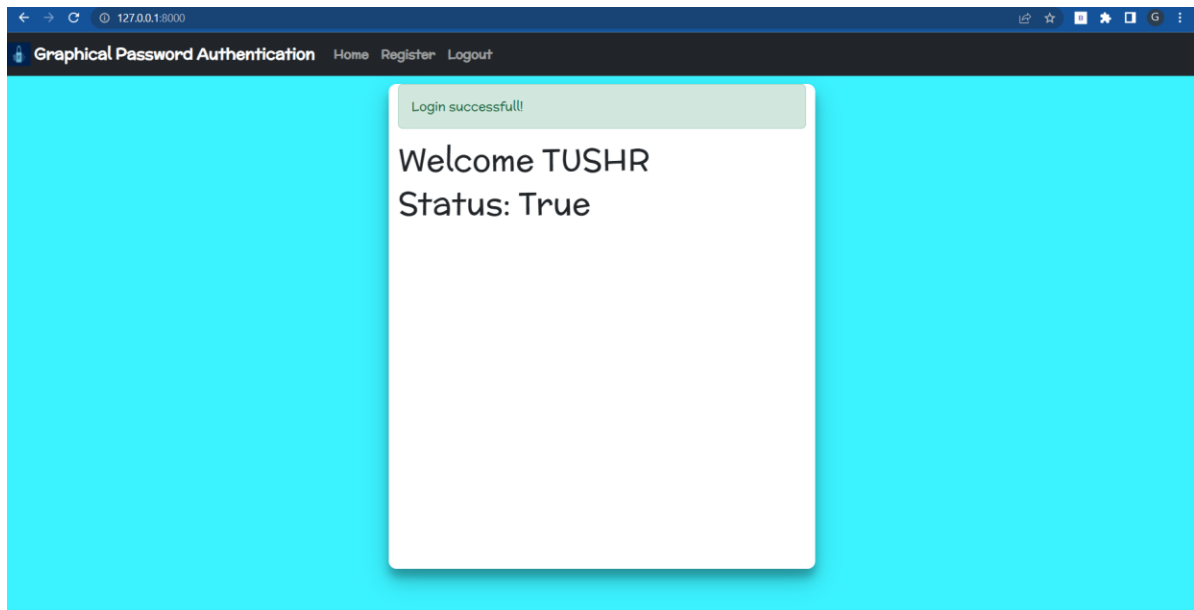 127.0.0.1:8000
G
Graphical Password Authentication Home Register Logout
Login successfull!
Welcome TUSHR
Status: True